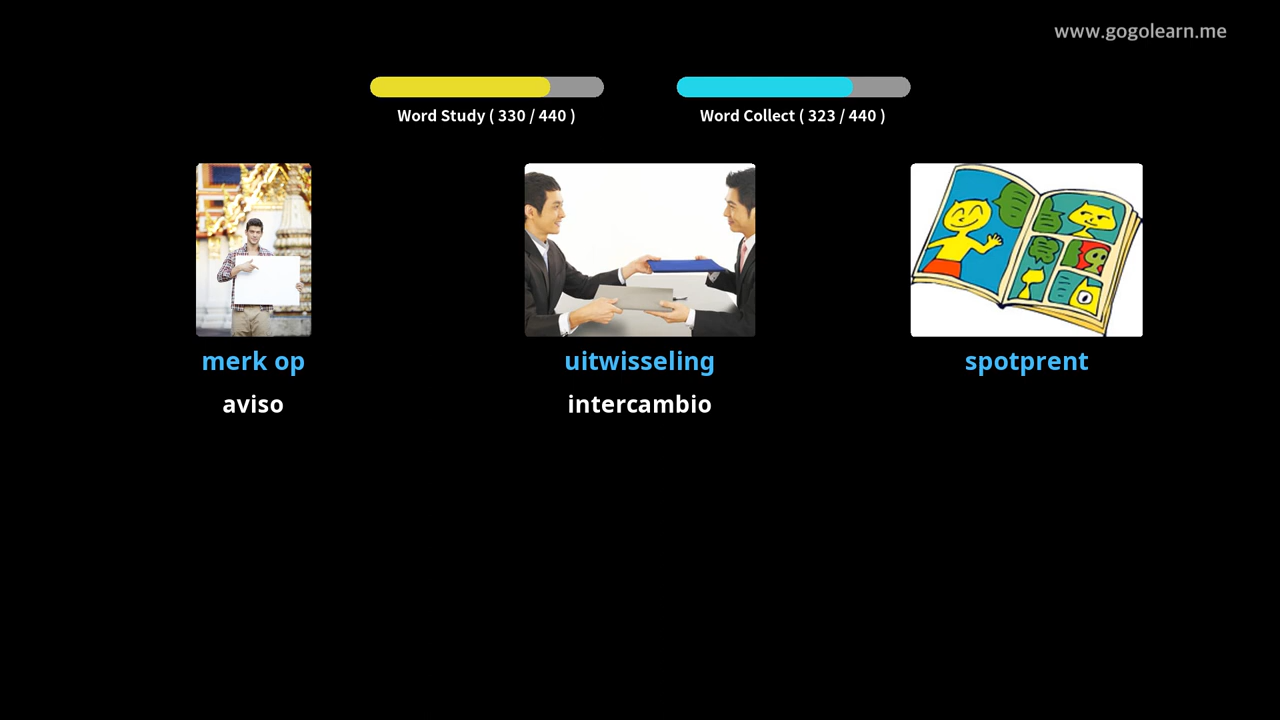 www.gogolearn.me
Word Study ( 330 / 440 )
Word Collect ( 323 / 440 )
merk op
uitwisseling
spotprent
aviso
intercambio